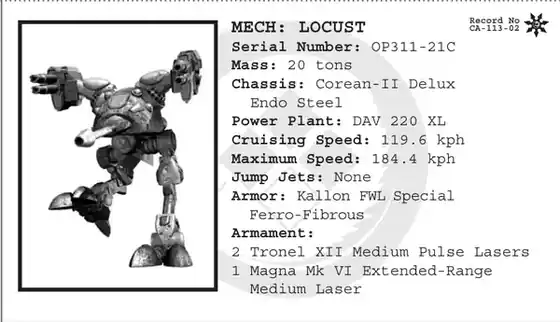 MECH: LOCUST
Record No
CA-113-02
Serial Number: OP311-21C
Mass: 20 tons
Chassis: Corean-II Delux
Endo Steel
Power Plant: DAV 220 XL
Cruising Speed: 119.6 kph
Maximum Speed: 184.4 kph
Jump Jets: None
Armor: Kallon FWL Special
Ferro-Fibrous
Armament:
2 Tronel XII Medium Pulse Lasers
1 Magna Mk VI Extended-Range
Medium Laser